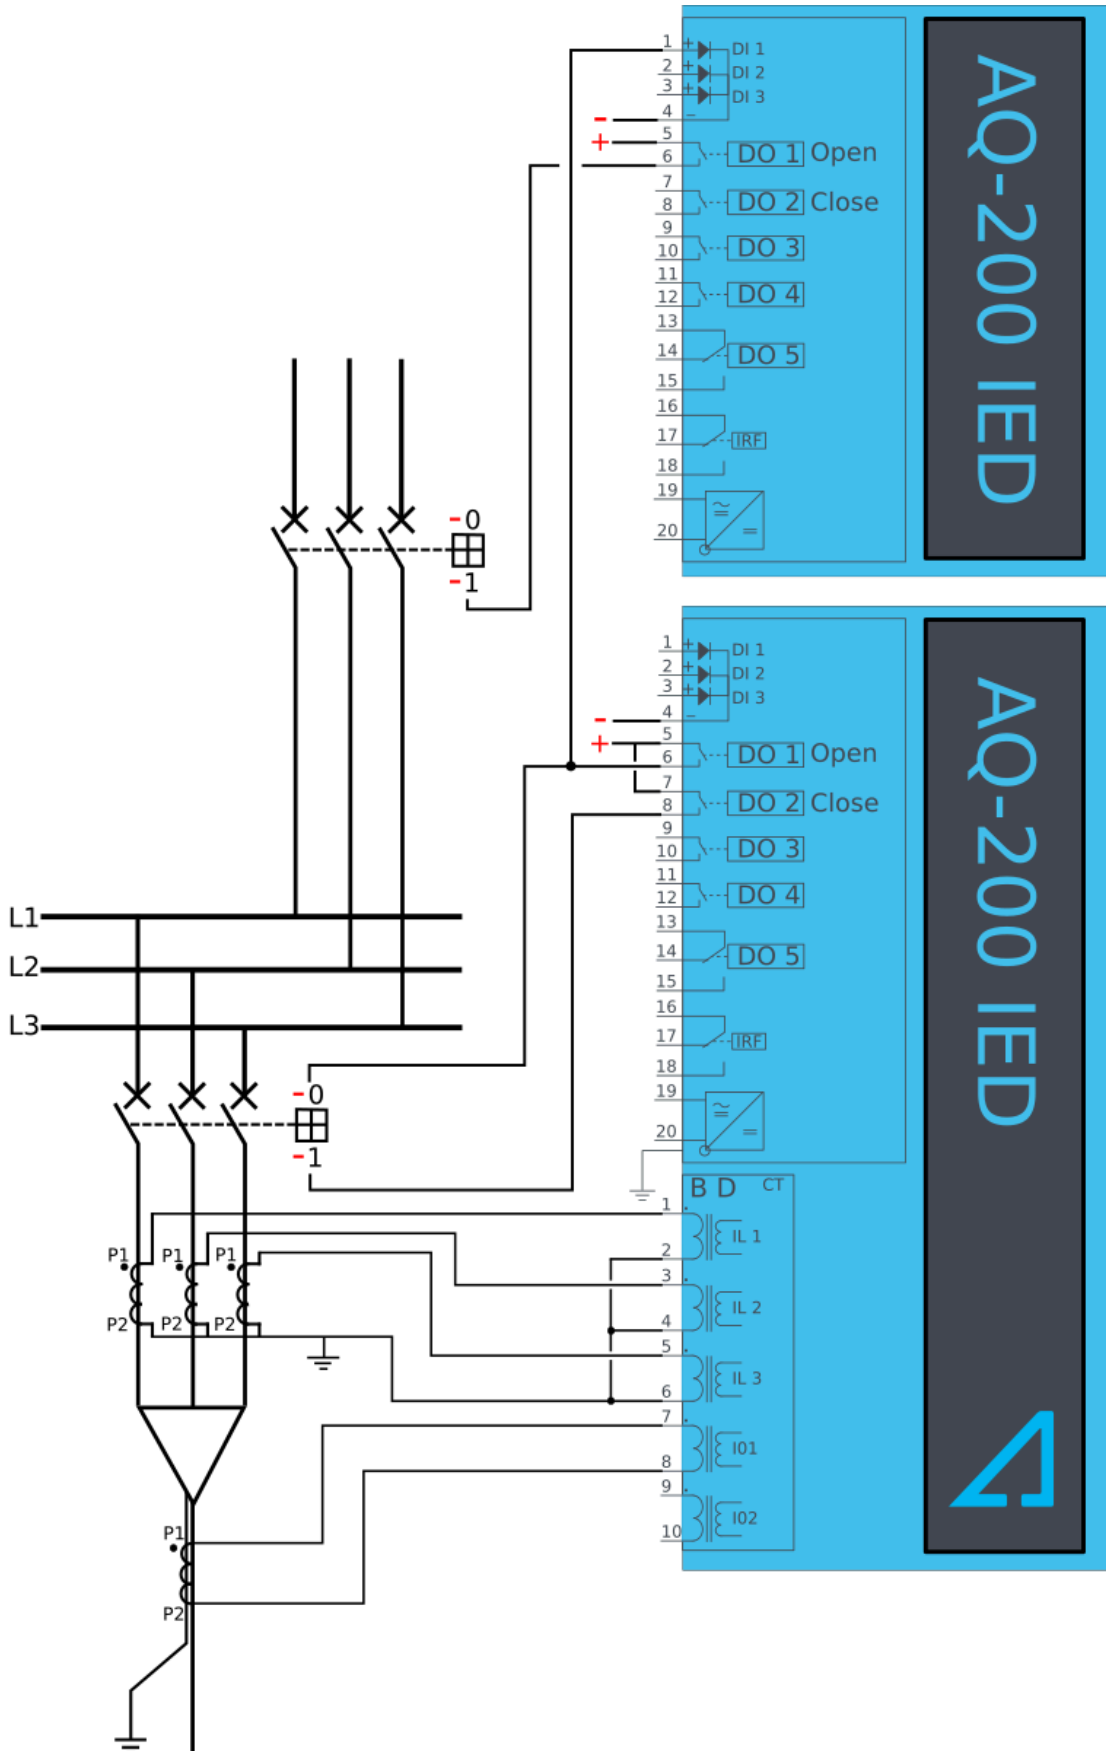 1 + DI 1
2 + DI 2
3 + DI 3
4 -
- 
+ 5
6 DO 1 Open
7
8 DO 2 Close
9
10 DO 3
11
12 DO 4
13
14 DO 5
15
16
17 IRF
18
19
20
AQ-200 IED
-0
-1
1 + DI 1
2 + DI 2
3 + DI 3
4 -
-
+ 5
6 DO 1 Open
7
8 DO 2 Close
9
10 DO 3
11
12 DO 4
13
14 DO 5
15
16
17 IRF
18
19
20
AQ-200 IED
L1
L2
L3
-0
-1
B D CT
1
2 IL 1
3
4 IL 2
5
6 IL 3
7
8 I01
9
10 I02
P1 P1 P1
P2 P2 P2
P1
P2